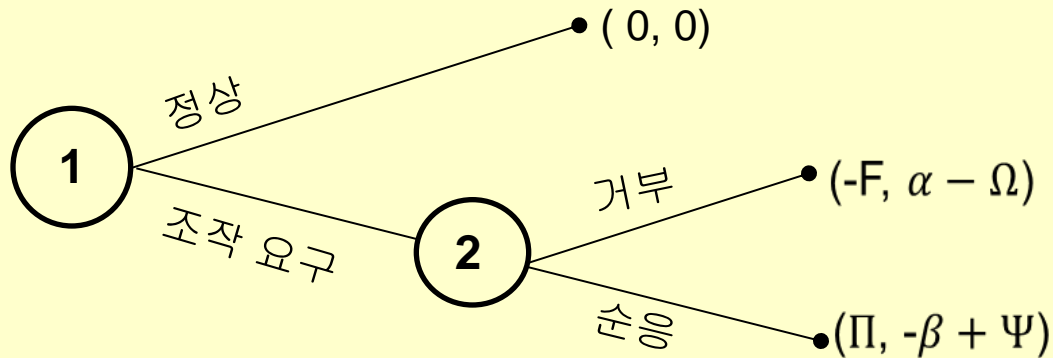 ( 0, 0)
정상
1
조작 요구
거부
(-F, α − Ω)
2
순응
(Π, -β + Ψ)